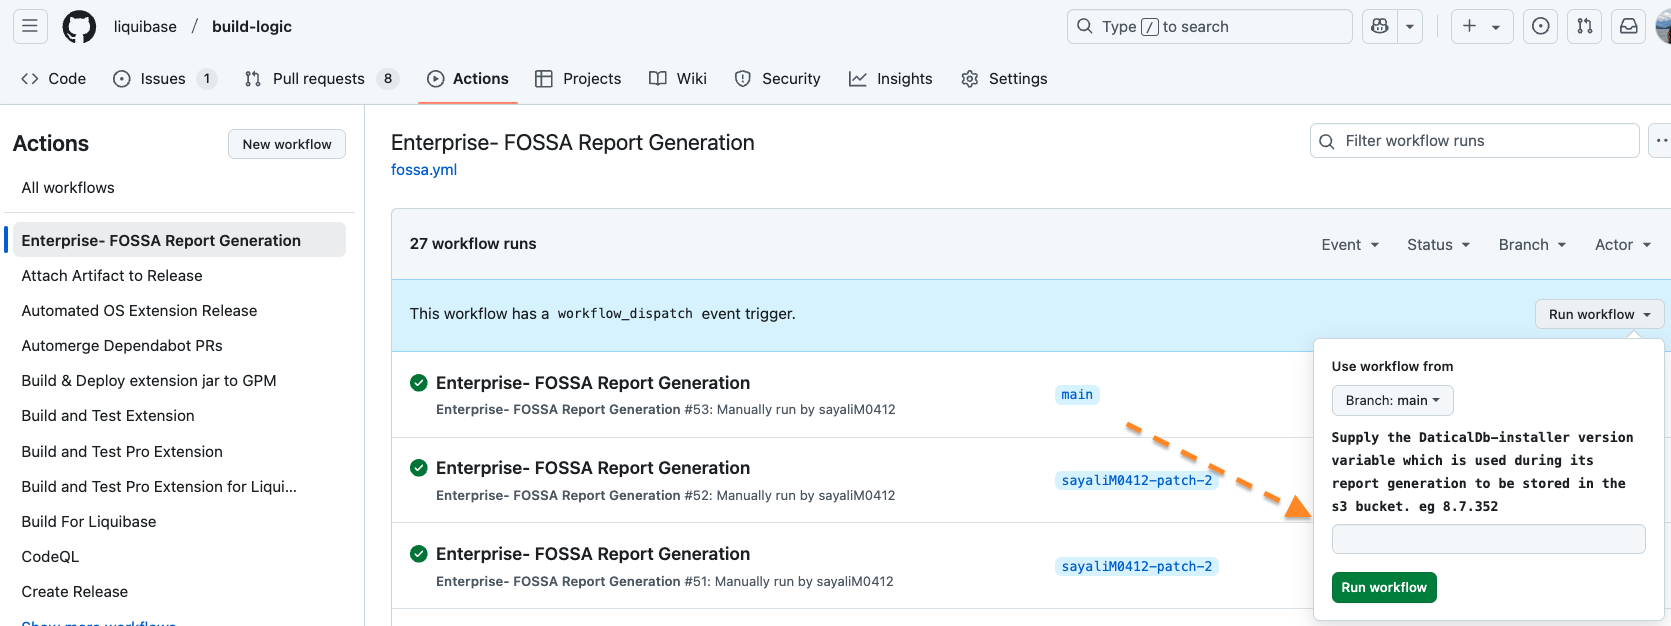 liquibase / build-logic
Type / to search
Code
Issues 1
Pull requests 8
Actions
Projects
Wiki
Security
Insights
Settings
Actions
New workflow
All workflows
Enterprise- FOSSA Report Generation
Attach Artifact to Release
Automated OS Extension Release
Automerge Dependabot PRs
Build & Deploy extension jar to GPM
Build and Test Extension
Build and Test Pro Extension
Build and Test Pro Extension for Liqui...
Build For Liquibase
CodeQL
Create Release
Show more workflows
Enterprise- FOSSA Report Generation
fossa.yml
Filter workflow runs
27 workflow runs
Event
Status
Branch
Actor
This workflow has a workflow_dispatch event trigger.
Run workflow
Enterprise- FOSSA Report Generation
Enterprise- FOSSA Report Generation #53: Manually run by sayaliM0412
main
Enterprise- FOSSA Report Generation
Enterprise- FOSSA Report Generation #52: Manually run by sayaliM0412
sayaliM0412-patch-2
Enterprise- FOSSA Report Generation
Enterprise- FOSSA Report Generation #51: Manually run by sayaliM0412
sayaliM0412-patch-2
Use workflow from
Branch: main
Supply the DaticalDb-installer version
variable which is used during its
report generation to be stored in the
s3 bucket. eg 8.7.352
Run workflow